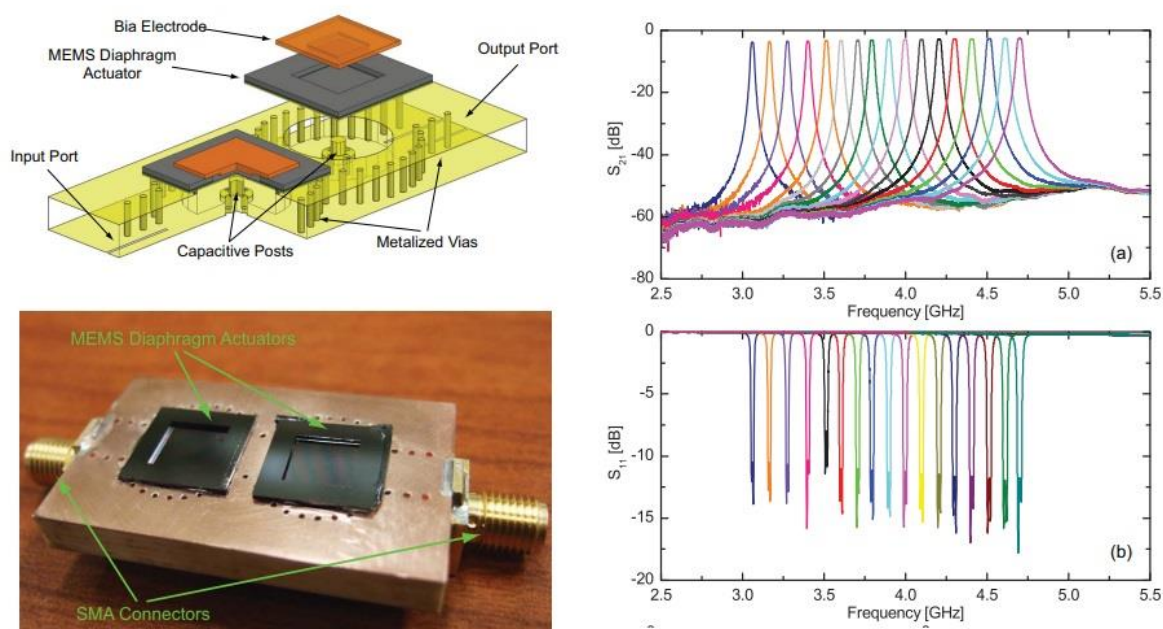 Bia Electrode
MEMS Diaphragm
Actuator
Output Port
Input Port
Capacitive Posts
Metalized Vias
MEMS Diaphragm Actuators
SMA Connectors
0
-20
-40
-60
-80
S21 [dB]
(a)
2.5 3.0 3.5 4.0 4.5 5.0 5.5
Frequency [GHz]
0
-5
-10
-15
-20
S11 [dB]
(b)
2.5 3.0 3.5 4.0 4.5 5.0 5.5
Frequency [GHz]